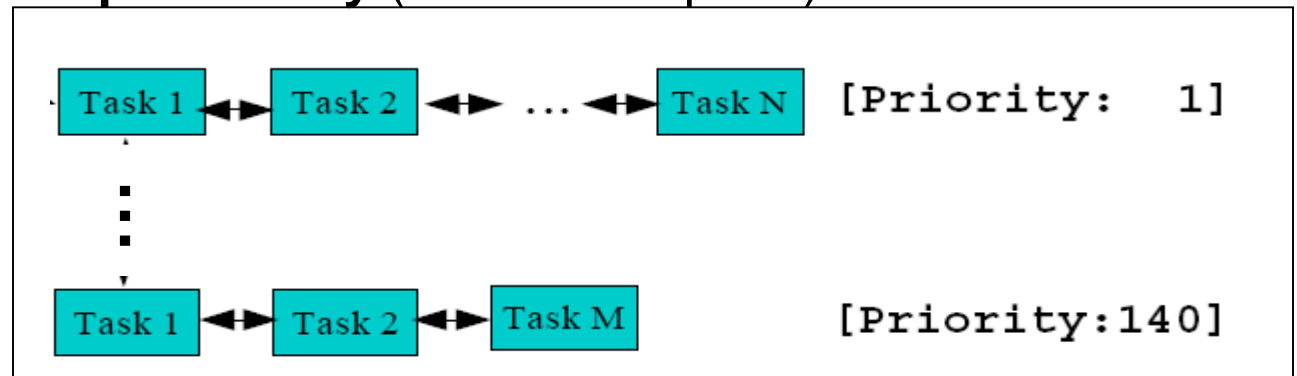 Task 1 Task 2 ... Task N [Priority: 1]
Task 1 Task 2 Task M [Priority:140]